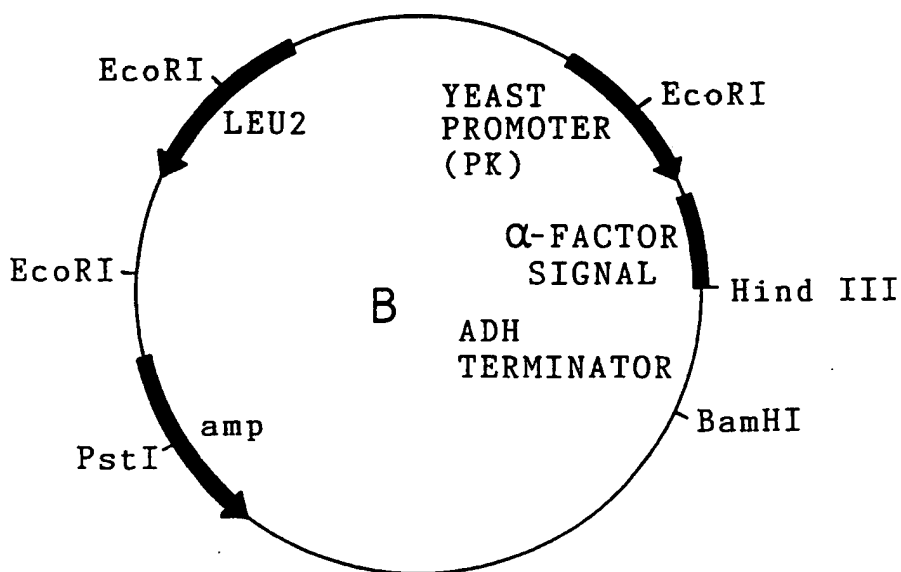 EcoRI
LEU2
YEAST
PROMOTER
(PK)
EcoRI
α-FACTOR
SIGNAL
EcoRI
Hind III
B
ADH
TERMINATOR
BamHI
amp
PstI